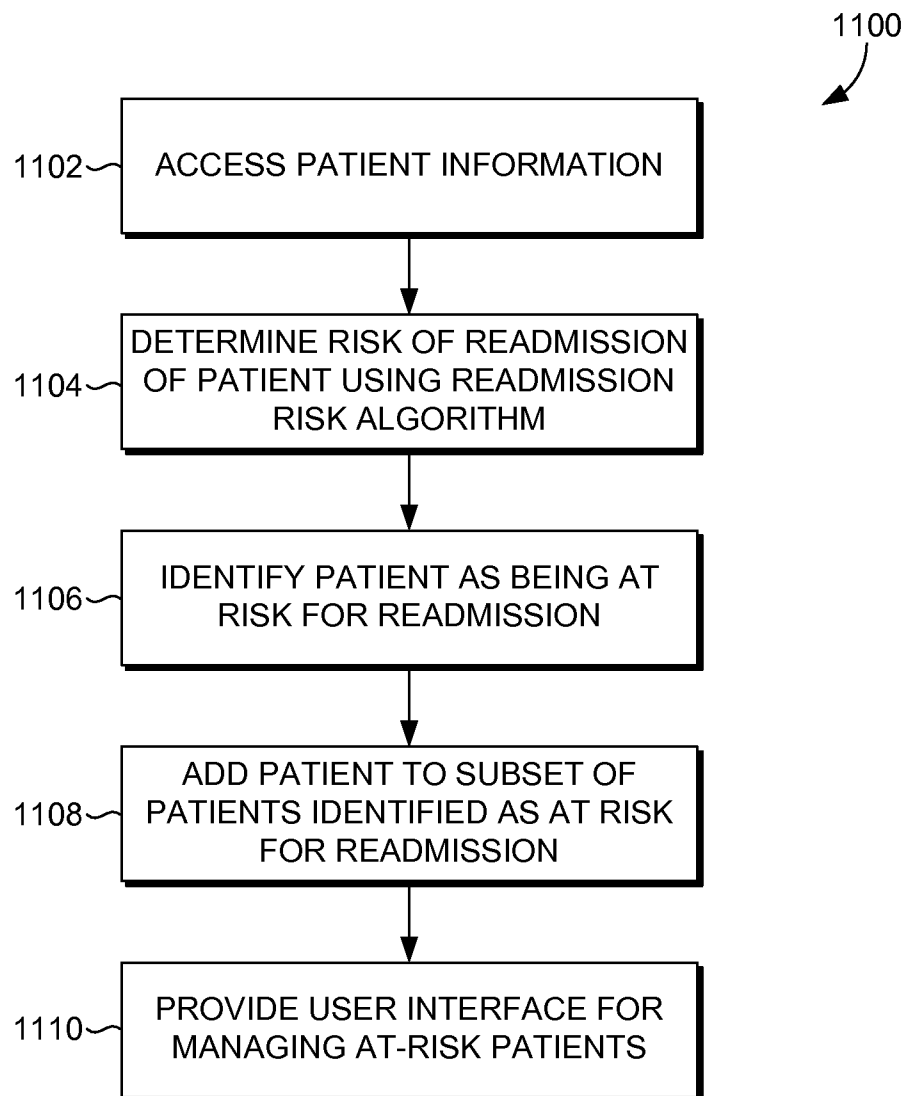 1100
1102
ACCESS PATIENT INFORMATION
1104
DETERMINE RISK OF READMISSION
OF PATIENT USING READMISSION
RISK ALGORITHM
1106
IDENTIFY PATIENT AS BEING AT
RISK FOR READMISSION
1108
ADD PATIENT TO SUBSET OF
PATIENTS IDENTIFIED AS AT RISK
FOR READMISSION
1110
PROVIDE USER INTERFACE FOR
MANAGING AT-RISK PATIENTS